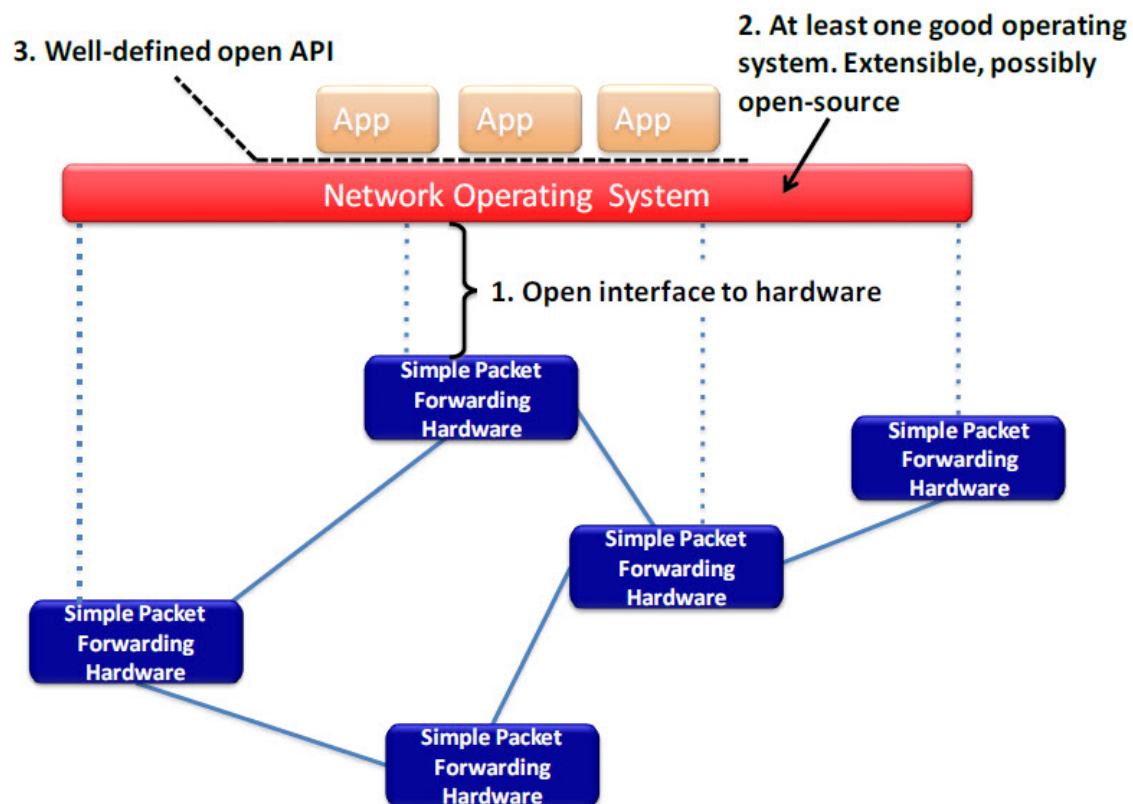 3. Well-defined open API
2. At least one good operating
system. Extensible, possibly
open-source
App
App
App
Network Operating System
1. Open interface to hardware
Simple Packet
Forwarding
Hardware
Simple Packet
Forwarding
Hardware
Simple Packet
Forwarding
Hardware
Simple Packet
Forwarding
Hardware
Simple Packet
Forwarding
Hardware